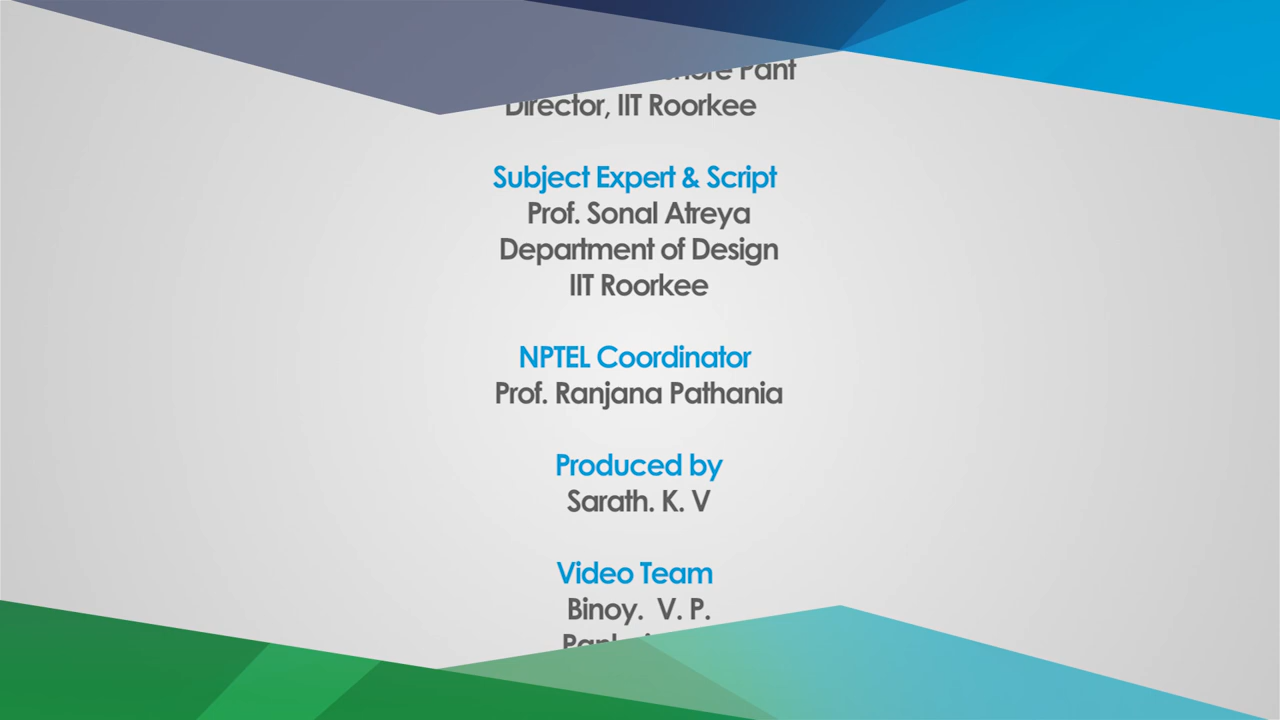 Pant
Director, IIT Roorkee
Subject Expert & Script
Prof. Sonal Atreya
Department of Design
IIT Roorkee
NPTEL Coordinator
Prof. Ranjana Pathania
Produced by
Sarath. K. V
Video Team
Binoy. V. P.